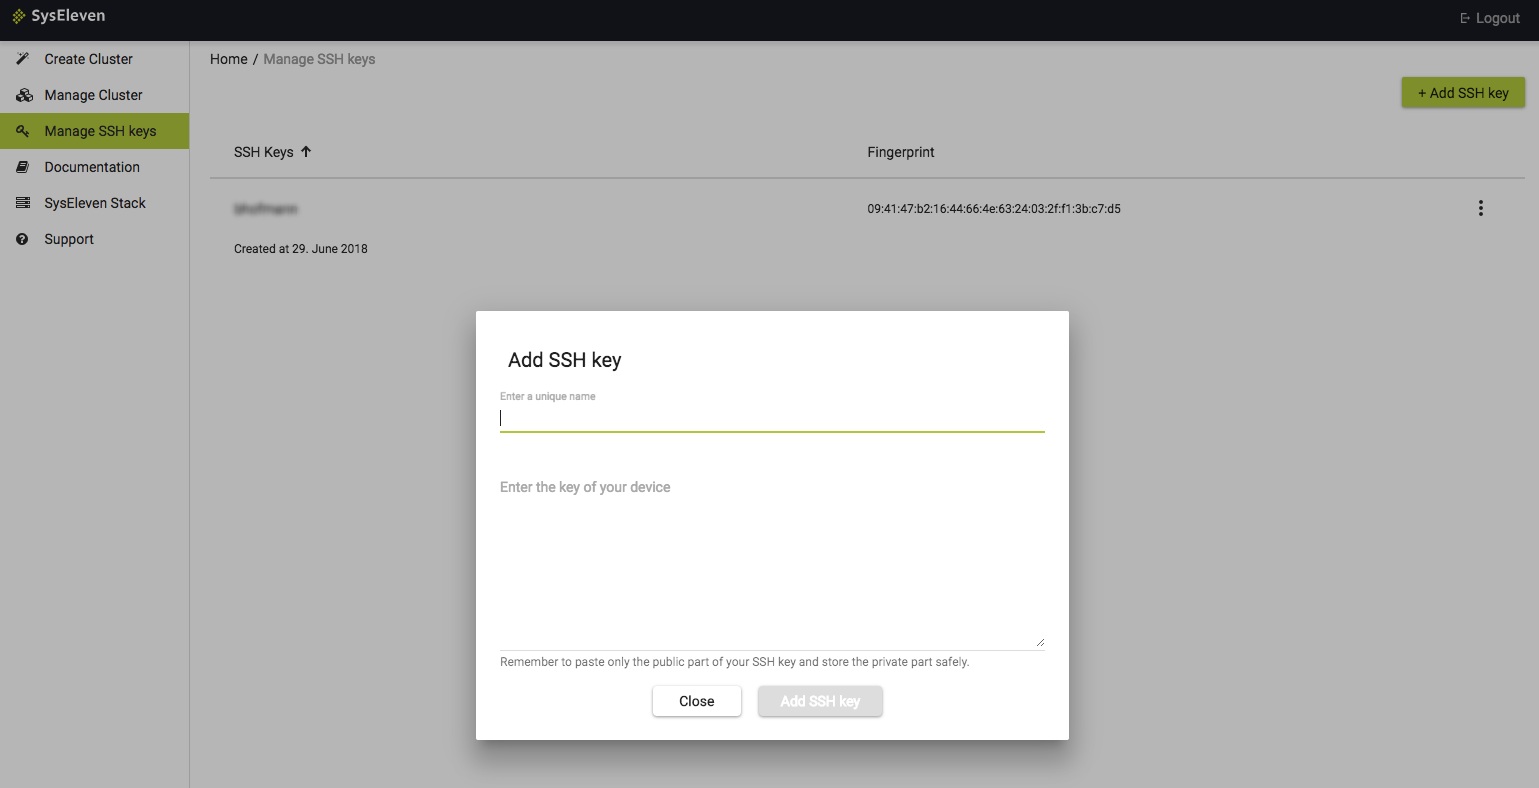 SysEleven
Logout
Create Cluster
Manage Cluster
Manage SSH keys
Documentation
SysEleven Stack
Support
Home / Manage SSH keys
+ Add SSH key
SSH Keys
Fingerprint
09:41:47:b2:16:44:66:4e:63:24:03:2f:f1:3b:c7:d5
Created at 29. June 2018
Add SSH key
Enter a unique name
Enter the key of your device
Remember to paste only the public part of your SSH key and store the private part safely.
Close
Add SSH key